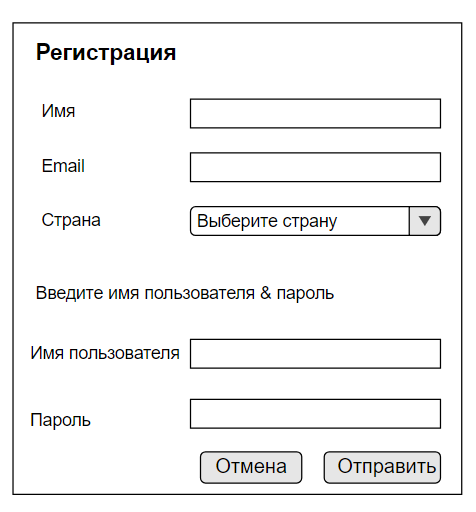 Регистрация
Имя
Email
Страна Выберите страну
Введите имя пользователя & пароль
Имя пользователя
Пароль
Отмена Отправить